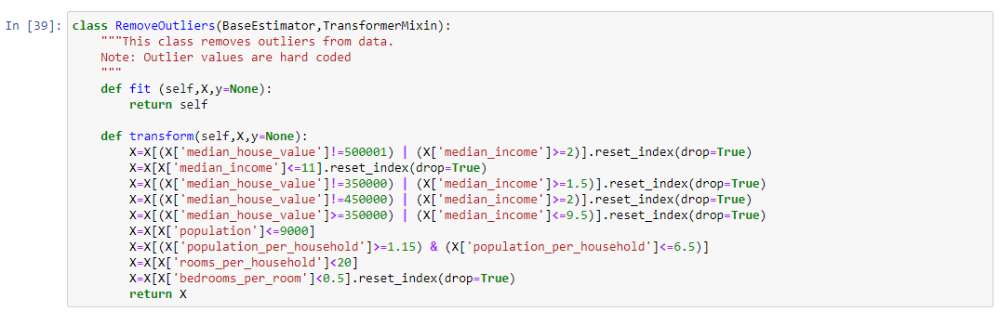 In [39]: class RemoveOutliers(BaseEstimator,TransformerMixin):
    """This class removes outliers from data.
    Note: Outlier values are hard coded
    """
    def fit (self,X,y=None):
        return self

    def transform(self,X,y=None):
        X=X[(X['median_house_value']!=500001) | (X['median_income']>=2)].reset_index(drop=True)
        X=X[X['median_income']<=11].reset_index(drop=True)
        X=X[(X['median_house_value']!=350000) | (X['median_income']>=1.5)].reset_index(drop=True)
        X=X[(X['median_house_value']!=450000) | (X['median_income']>=2)].reset_index(drop=True)
        X=X[(X['median_house_value']>=350000) | (X['median_income']<=9.5)].reset_index(drop=True)
        X=X[X['population']<=9000]
        X=X[(X['population_per_household']>=1.15) & (X['population_per_household']<=6.5)]
        X=X[X['rooms_per_household']<20]
        X=X[X['bedrooms_per_room']<0.5].reset_index(drop=True)
        return X